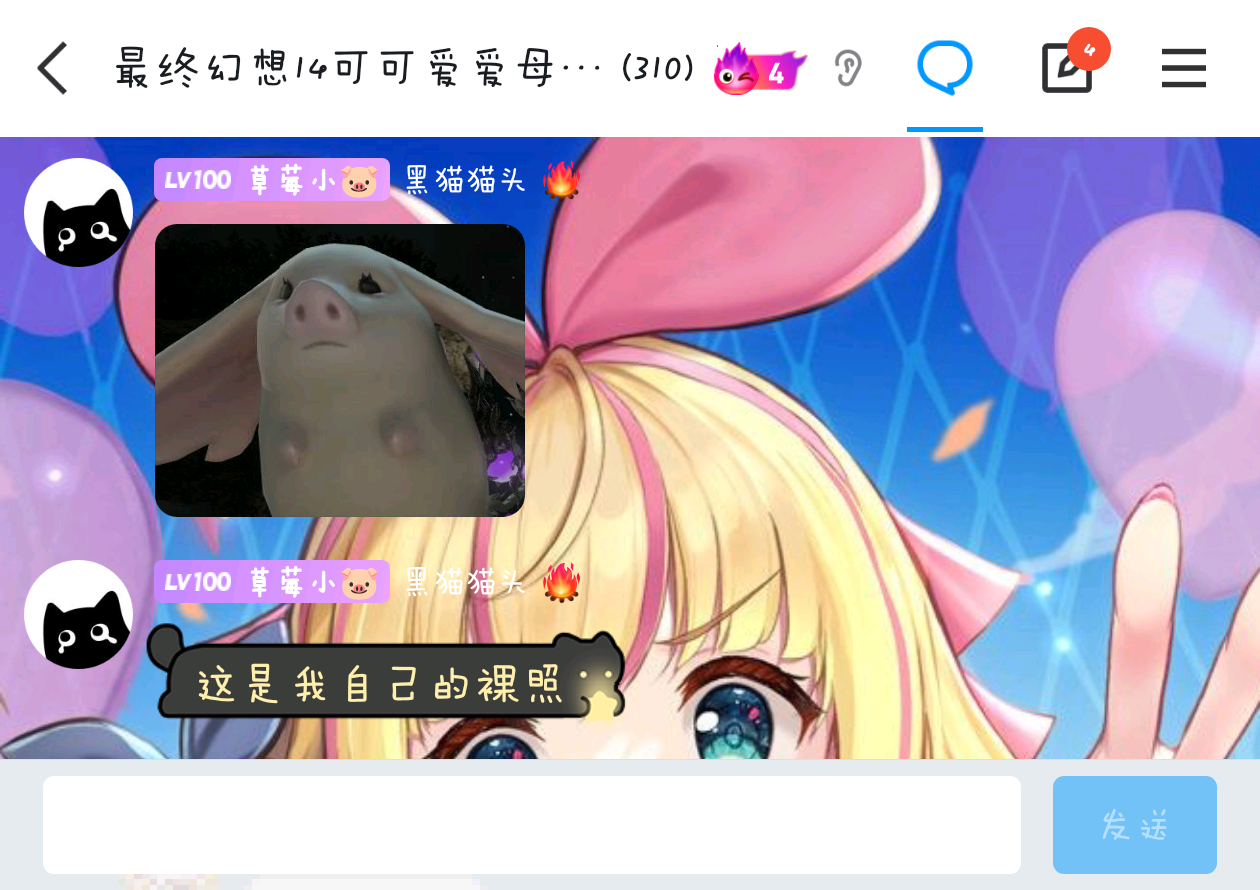 最终幻想14可可爱爱母… (310) 4
4
LV100 草莓小🐷 黑猫猫头 🔥
LV100 草莓小🐷 黑猫猫头 🔥
这是我自己的裸照
发送